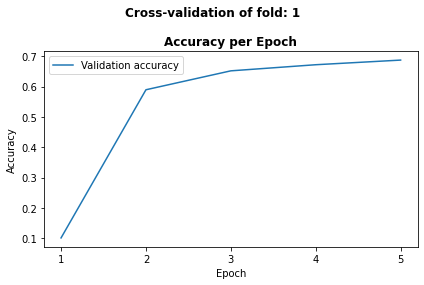 Cross-validation of fold: 1
Accuracy per Epoch
Validation accuracy
Accuracy
0.7
0.6
0.5
0.4
0.3
0.2
0.1
1 2 3 4 5
Epoch